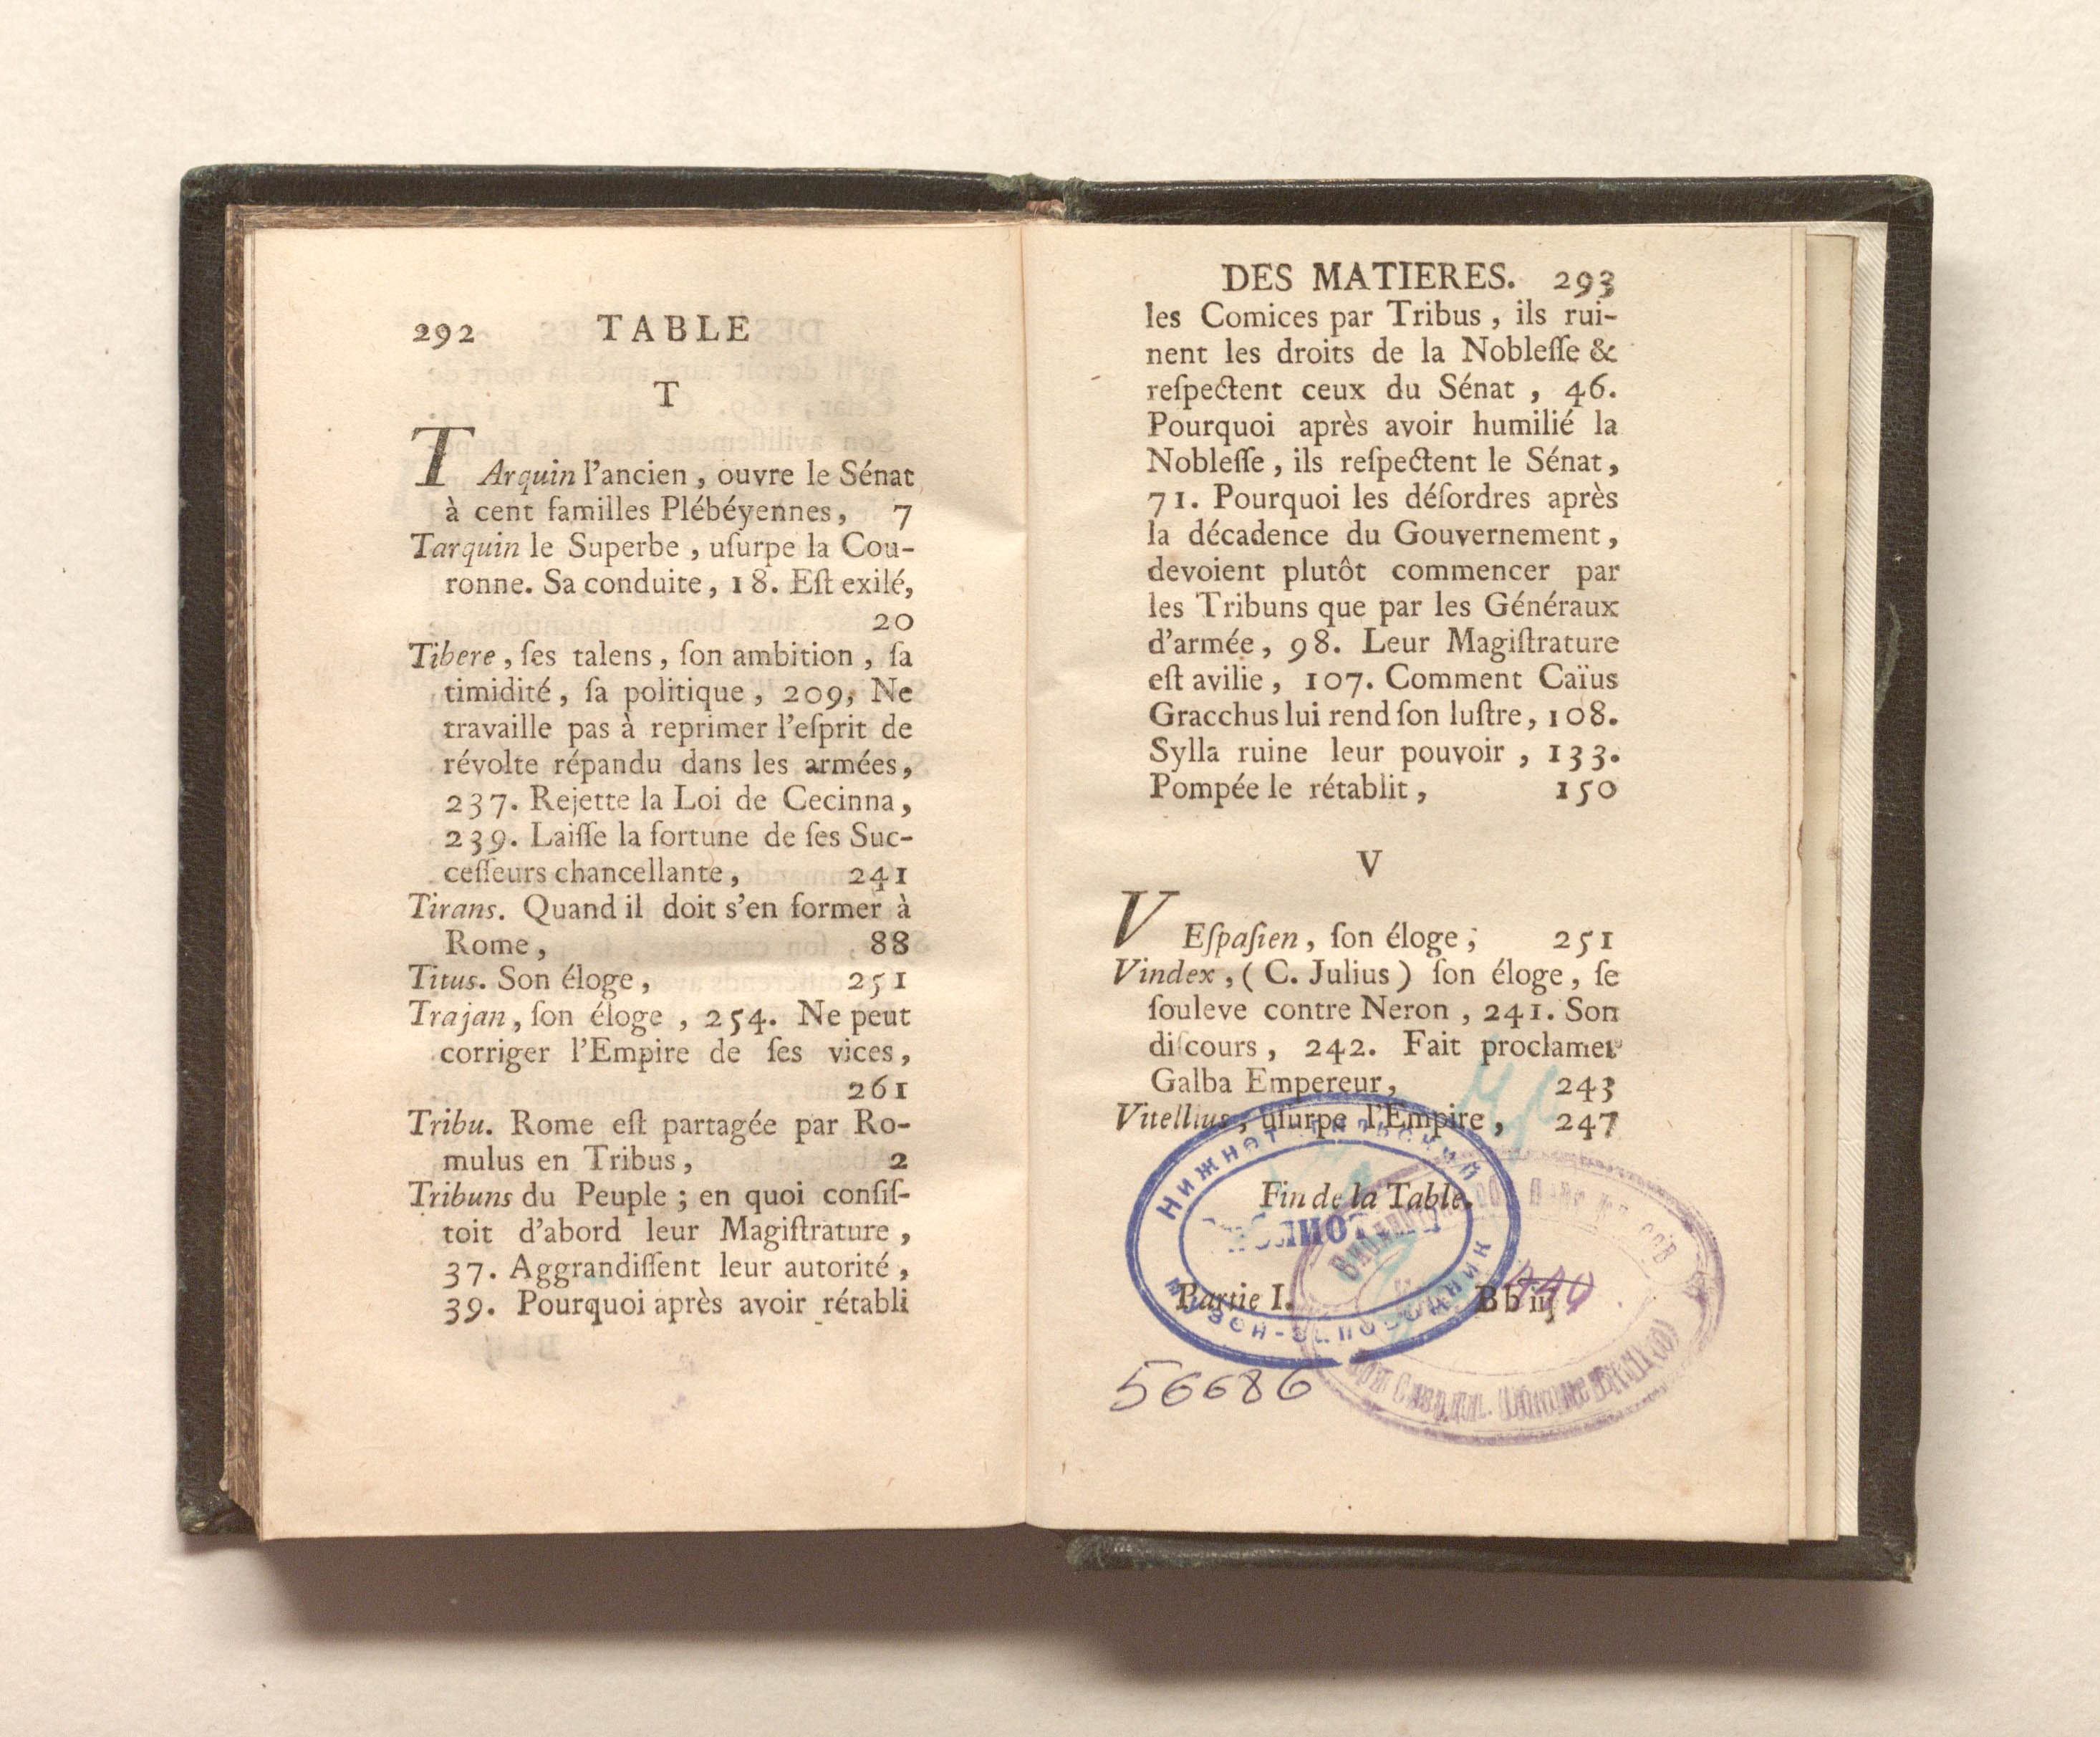 292 TABLE
T
TArquin l'ancien, ouvre le Sénat
à cent familles Plébéyennes, 7
Tarquin le Superbe, uſurpe la Cou-
ronne. Sa conduite, 18. Eſt exilé,
20
Tibere, ſes talens, ſon ambition, ſa
timidité, ſa politique, 209, Ne
travaille pas à reprimer l'eſprit de
révolte répandu dans les armées,
237. Rejette la Loi de Cecinna,
239. Laiſſe la fortune de ſes Suc-
ceſſeurs chancellante, 241
Tirans. Quand il doit s'en former à
Rome, 88
Titus. Son éloge, 251
Trajan, ſon éloge, 254. Ne peut
corriger l'Empire de ſes vices,
261
Tribu. Rome eſt partagée par Ro-
mulus en Tribus, 2
Tribuns du Peuple; en quoi conſiſ-
toit d'abord leur Magiſtrature,
37. Aggrandiſſent leur autorité,
39. Pourquoi après avoir rétabli
DES MATIERES. 293
les Comices par Tribus, ils rui-
nent les droits de la Nobleſſe &
reſpectent ceux du Sénat, 46.
Pourquoi après avoir humilié la
Nobleſſe, ils reſpectent le Sénat,
71. Pourquoi les déſordres après
la décadence du Gouvernement,
devoient plutôt commencer par
les Tribuns que par les Généraux
d'armée, 98. Leur Magiſtrature
eſt avilie, 107. Comment Caïus
Gracchus lui rend ſon luſtre, 108.
Sylla ruine leur pouvoir, 133.
Pompée le rétablit, 150
V
VEſpaſien, ſon éloge; 251
Vindex, (C. Julius) ſon éloge, ſe
ſouleve contre Neron, 241. Son
diſcours, 242. Fait proclamer
Galba Empereur, 243
Vitellius, uſurpe l'Empire, 247
Fin de la Table.
Partie I. Bb iij
56686